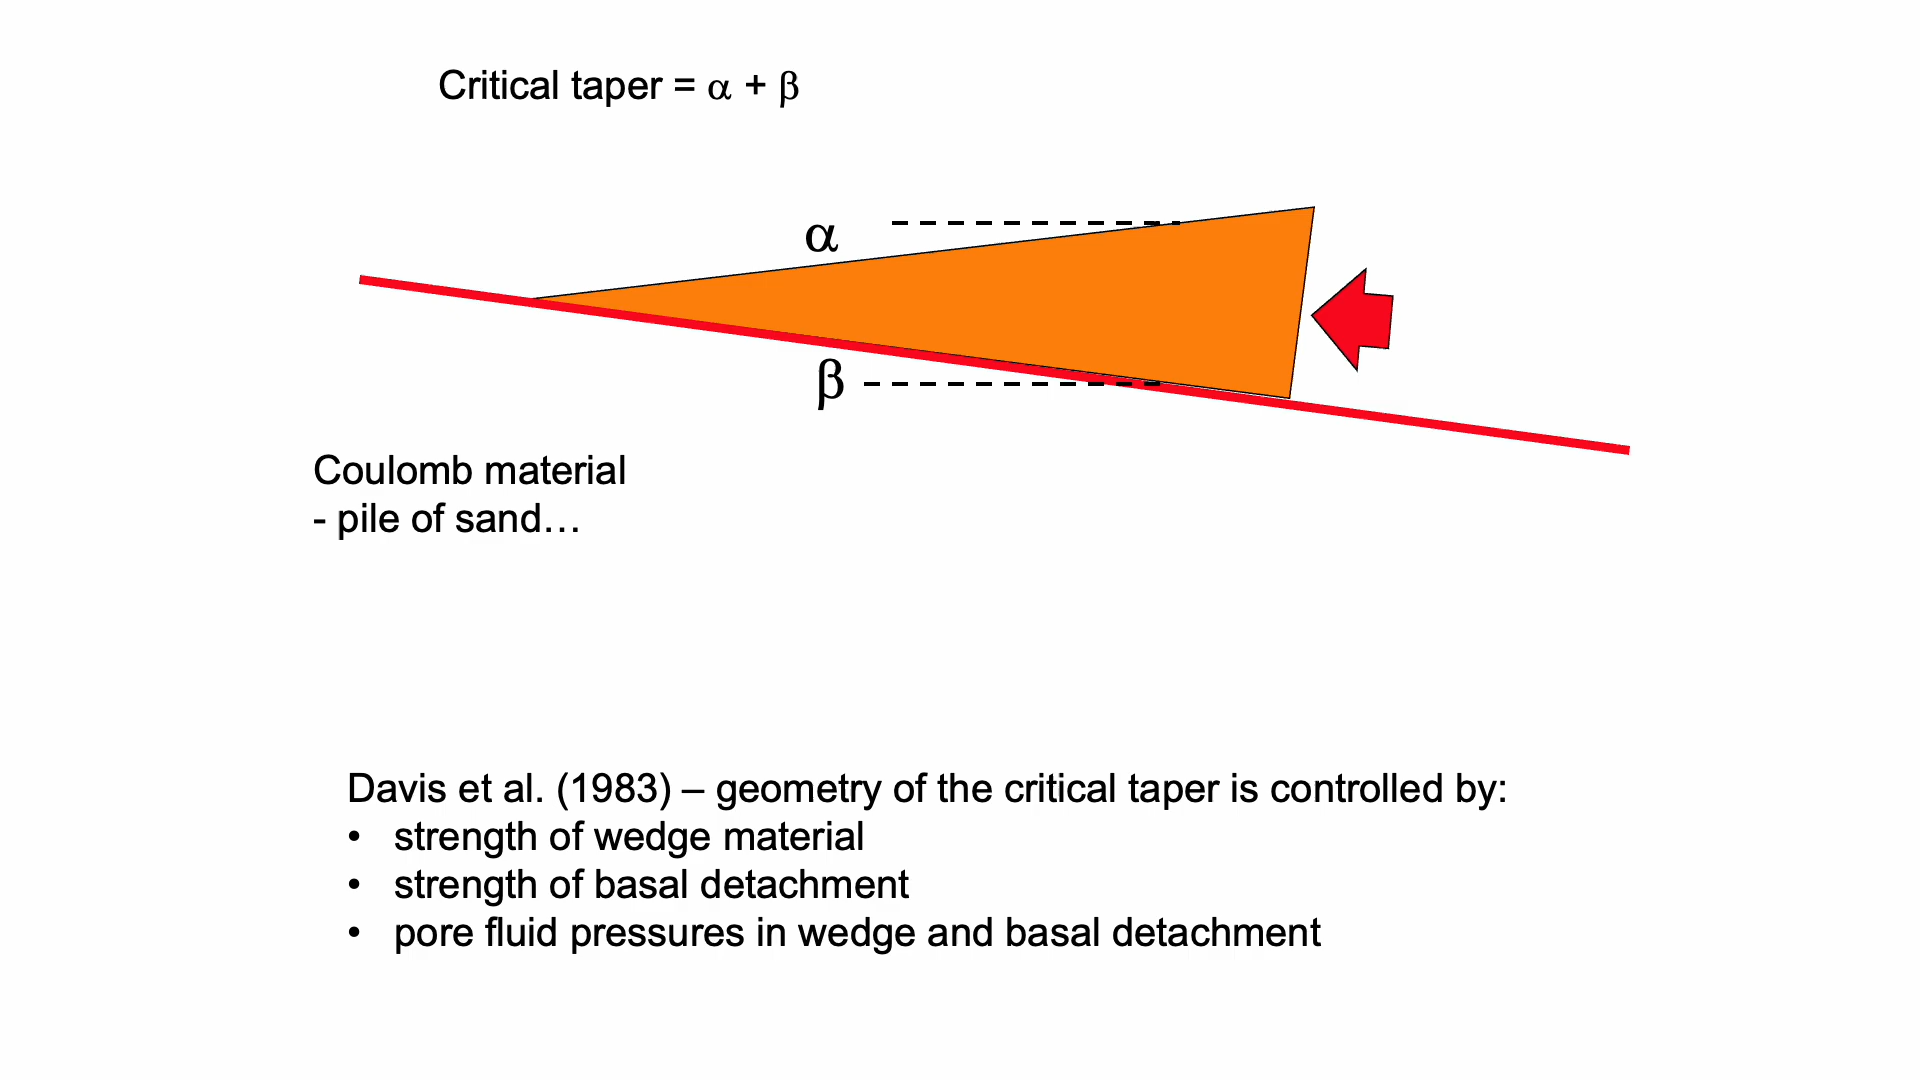 Critical taper = α + β
α
β
Coulomb material
- pile of sand…
Davis et al. (1983) – geometry of the critical taper is controlled by:
• strength of wedge material
• strength of basal detachment
• pore fluid pressures in wedge and basal detachment